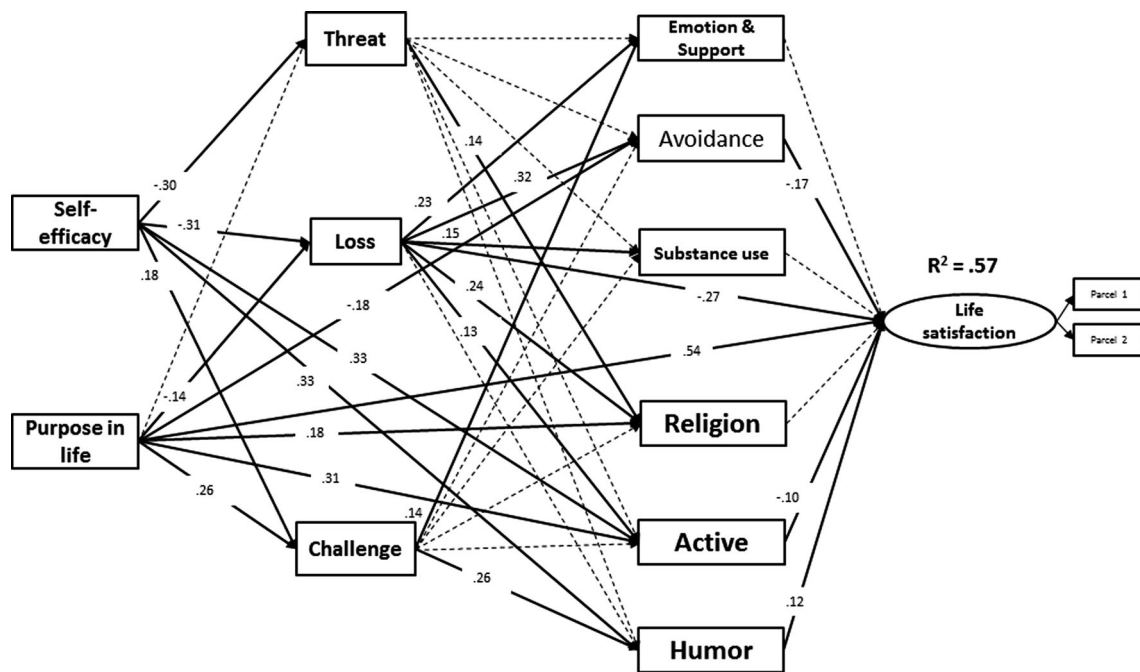 Threat
Emotion &
Support
Avoidance
.14
-.17
-.30
.32
Self-
efficacy
-.31
.23
Loss
.15
Substance use
R² = .57
.18
.24
-.27
Life
satisfaction
Parcel 1
Parcel 2
-.18
.13
.33
.54
.33
-.14
Purpose in
life
.18
Religion
.26
.31
-.10
.14
Challenge
Active
.26
.12
Humor